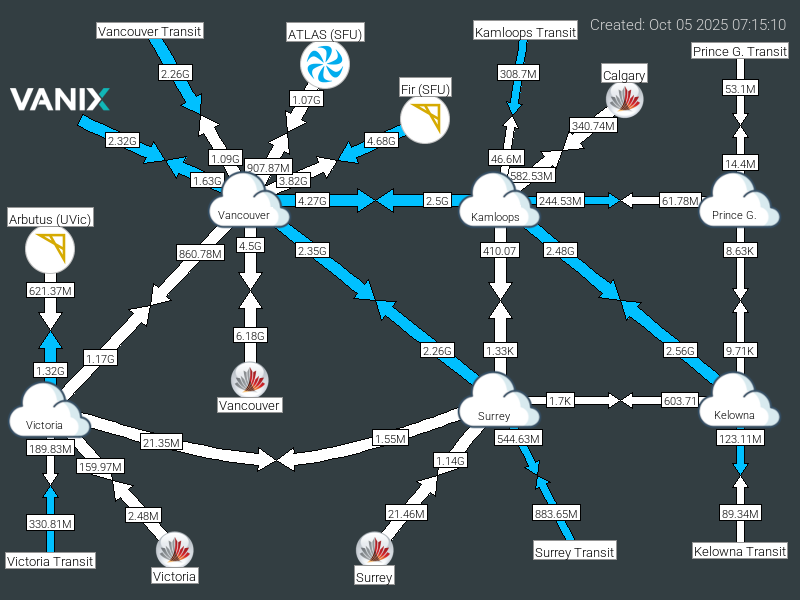 Created: Oct 05 2025 07:15:10
Vancouver Transit
ATLAS (SFU)
Kamloops Transit
Prince G. Transit
2.26G
308.7M
Calgary
53.1M
VANIX
1.07G
Fir (SFU)
340.74M
2.32G
4.68G
1.09G
907.87M
46.6M
14.4M
1.63G
3.82G
582.53M
4.27G
2.5G
244.53M
61.78M
Vancouver
Kamloops
Prince G.
Arbutus (UVic)
860.78M
4.5G
2.35G
410.07
2.48G
8.63K
621.37M
6.18G
1.17G
2.26G
1.33K
2.56G
9.71K
1.32G
Vancouver
1.7K
603.71
Victoria
Surrey
Kelowna
21.35M
1.55M
544.63M
123.11M
189.83M
159.97M
1.14G
330.81M
2.48M
21.46M
883.65M
89.34M
Victoria Transit
Victoria
Surrey
Surrey Transit
Kelowna Transit